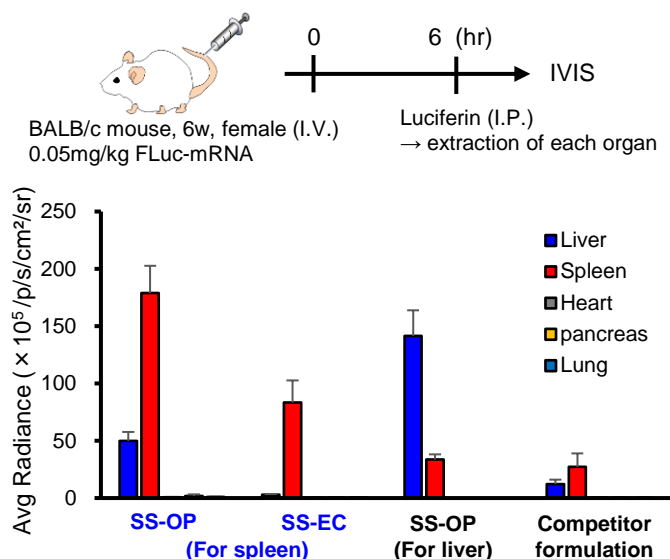 0
6 (hr)
IVIS
BALB/c mouse, 6w, female (I.V.)
0.05mg/kg FLuc-mRNA
Luciferin (I.P.)
→ extraction of each organ
Avg Radiance ( × 10⁵/p/s/cm²/sr)
250
200
150
100
50
0
Liver
Spleen
Heart
pancreas
Lung
SS-OP
SS-EC
(For spleen)
SS-OP
(For liver)
Competitor
formulation